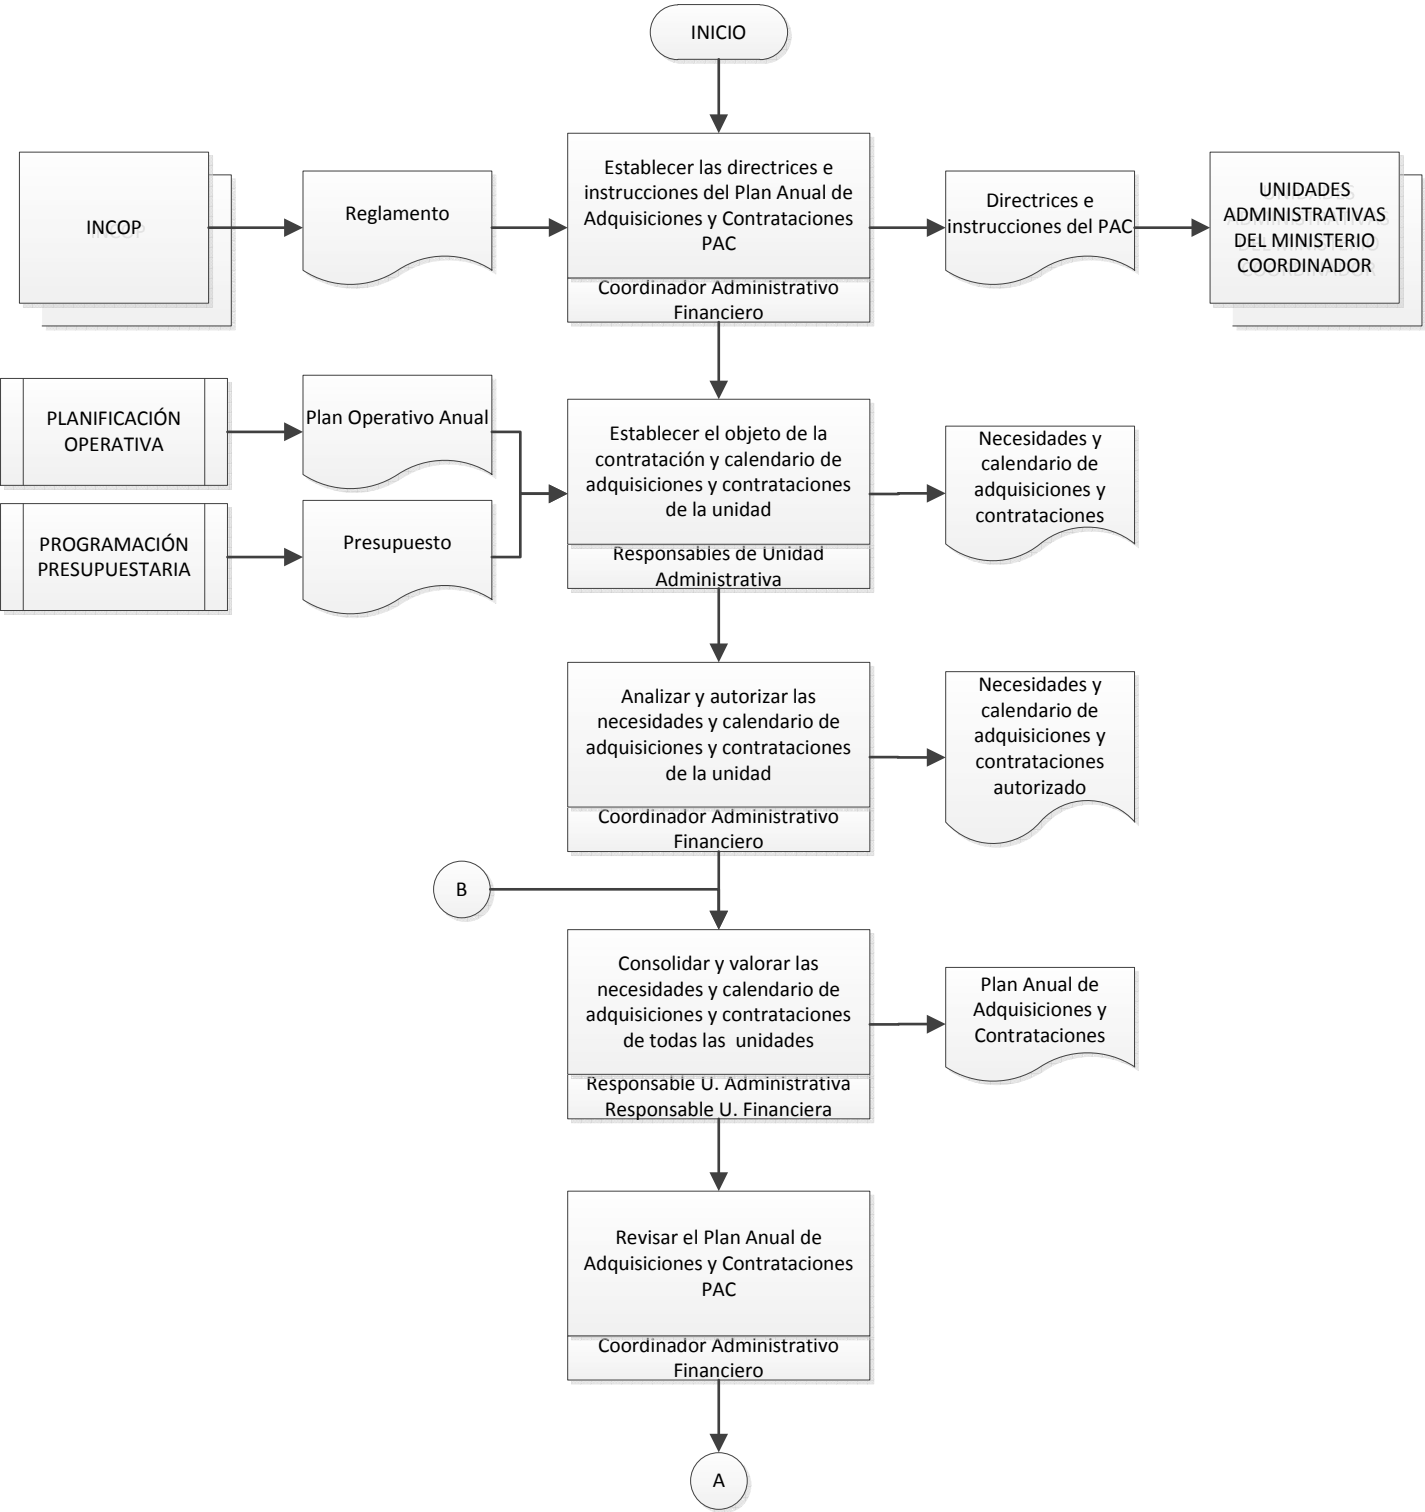 INICIO
INCOP
Reglamento
Establecer las directrices e
instrucciones del Plan Anual de
Adquisiciones y Contrataciones
PAC
Coordinador Administrativo
Financiero
Directrices e
instrucciones del PAC
UNIDADES
ADMINISTRATIVAS
DEL MINISTERIO
COORDINADOR
PLANIFICACIÓN
OPERATIVA
Plan Operativo Anual
PROGRAMACIÓN
PRESUPUESTARIA
Presupuesto
Establecer el objeto de la
contratación y calendario de
adquisiciones y contrataciones
de la unidad
Responsables de Unidad
Administrativa
Necesidades y
calendario de
adquisiciones y
contrataciones
Analizar y autorizar las
necesidades y calendario de
adquisiciones y contrataciones
de la unidad
Coordinador Administrativo
Financiero
Necesidades y
calendario de
adquisiciones y
contrataciones
autorizado
B
Consolidar y valorar las
necesidades y calendario de
adquisiciones y contrataciones
de todas las  unidades
Responsable U. Administrativa
Responsable U. Financiera
Plan Anual de
Adquisiciones y
Contrataciones
Revisar el Plan Anual de
Adquisiciones y Contrataciones
PAC
Coordinador Administrativo
Financiero
A